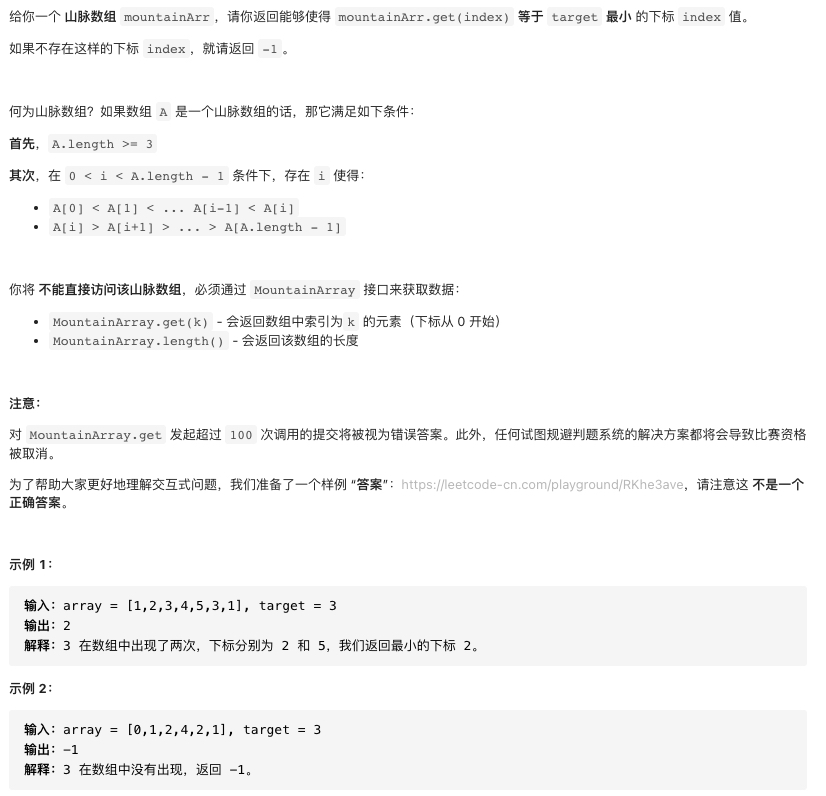 给你一个 山脉数组 mountainArr，请你返回能够使得 mountainArr.get(index) 等于 target 最小 的下标 index 值。
如果不存在这样的下标 index，就请返回 -1。
何为山脉数组？如果数组 A 是一个山脉数组的话，那它满足如下条件：
首先，A.length >= 3
其次，在 0 < i < A.length - 1 条件下，存在 i 使得：
• A[0] < A[1] < ... A[i-1] < A[i]
• A[i] > A[i+1] > ... > A[A.length - 1]
你将 不能直接访问该山脉数组，必须通过 MountainArray 接口来获取数据：
• MountainArray.get(k) - 会返回数组中索引为k 的元素（下标从 0 开始）
• MountainArray.length() - 会返回该数组的长度
注意：
对 MountainArray.get 发起超过 100 次调用的提交将被视为错误答案。此外，任何试图规避判题系统的解决方案都将会导致比赛资格
被取消。
为了帮助大家更好地理解交互式问题，我们准备了一个样例 “答案”：https://leetcode-cn.com/playground/RKhe3ave，请注意这 不是一个
正确答案。
示例 1：
输入：array = [1,2,3,4,5,3,1], target = 3
输出：2
解释：3 在数组中出现了两次，下标分别为 2 和 5，我们返回最小的下标 2。
示例 2：
输入：array = [0,1,2,4,2,1], target = 3
输出：-1
解释：3 在数组中没有出现，返回 -1。